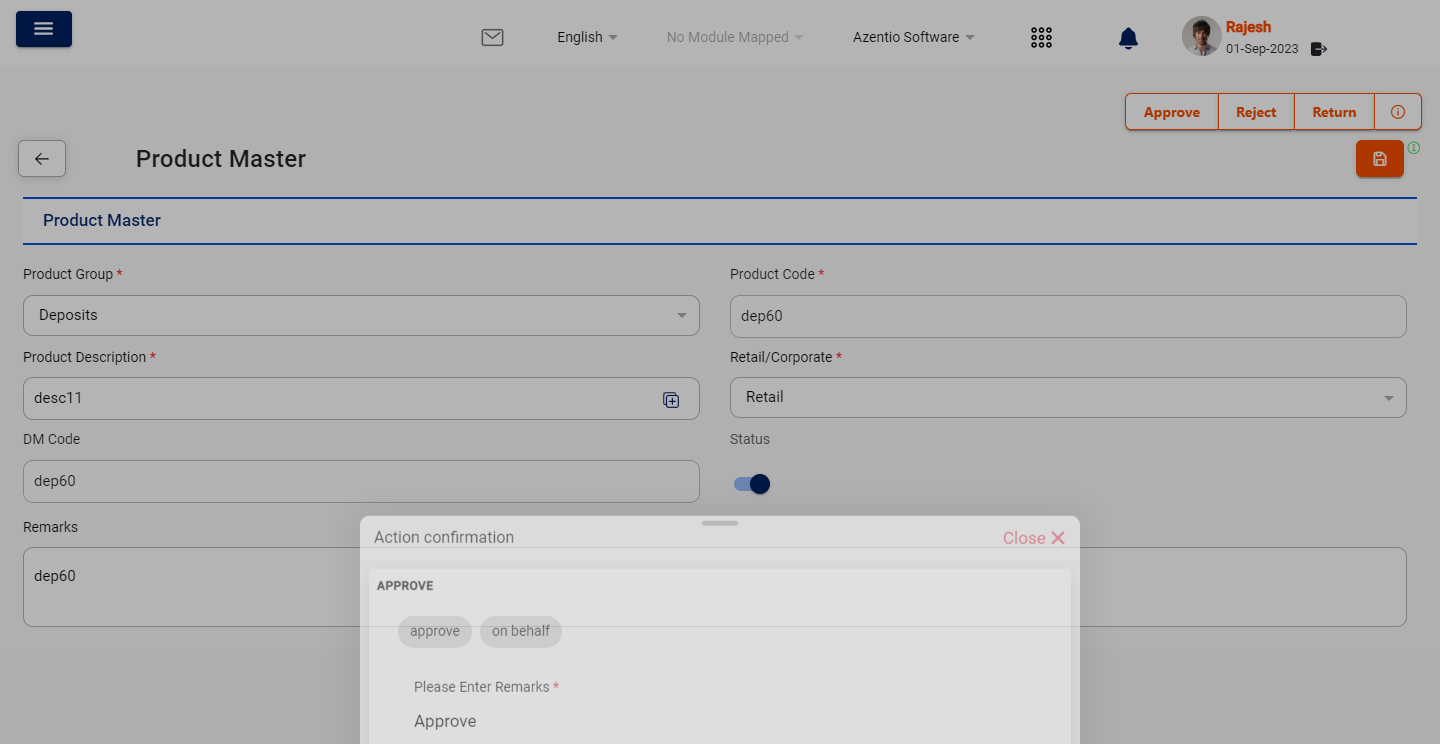 English
No Module Mapped
Azentio Software
Rajesh
01-Sep-2023
Approve
Reject
Return
Product Master
Product Master
Product Group *
Product Code *
Deposits
dep60
Product Description *
Retail/Corporate *
desc11
Retail
DM Code
Status
dep60
Remarks
dep60
Action confirmation
Close
APPROVE
approve
on behalf
Please Enter Remarks *
Approve